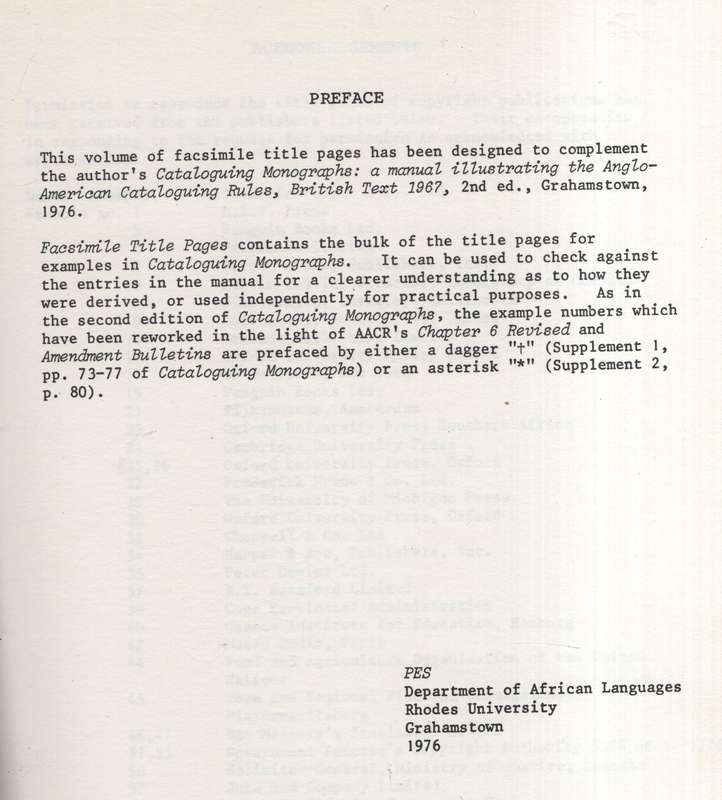 PREFACE
This volume of facsimile title pages has been designed to complement
the author's Cataloguing Monographs: a manual illustrating the Anglo-
American Cataloguing Rules, British Text 1967, 2nd ed., Grahamstown,
1976.
Facsimile Title Pages contains the bulk of the title pages for
examples in Cataloguing Monographs. It can be used to check against
the entries in the manual for a clearer understanding as to how they
were derived, or used independently for practical purposes. As in
the second edition of Cataloguing Monographs, the example numbers which
have been reworked in the light of AACR's Chapter 6 Revised and
Amendment Bulletins are prefaced by either a dagger "†" (Supplement 1,
pp. 73-77 of Cataloguing Monographs) or an asterisk "*" (Supplement 2,
p. 80).
PES
Department of African Languages
Rhodes University
Grahamstown
1976